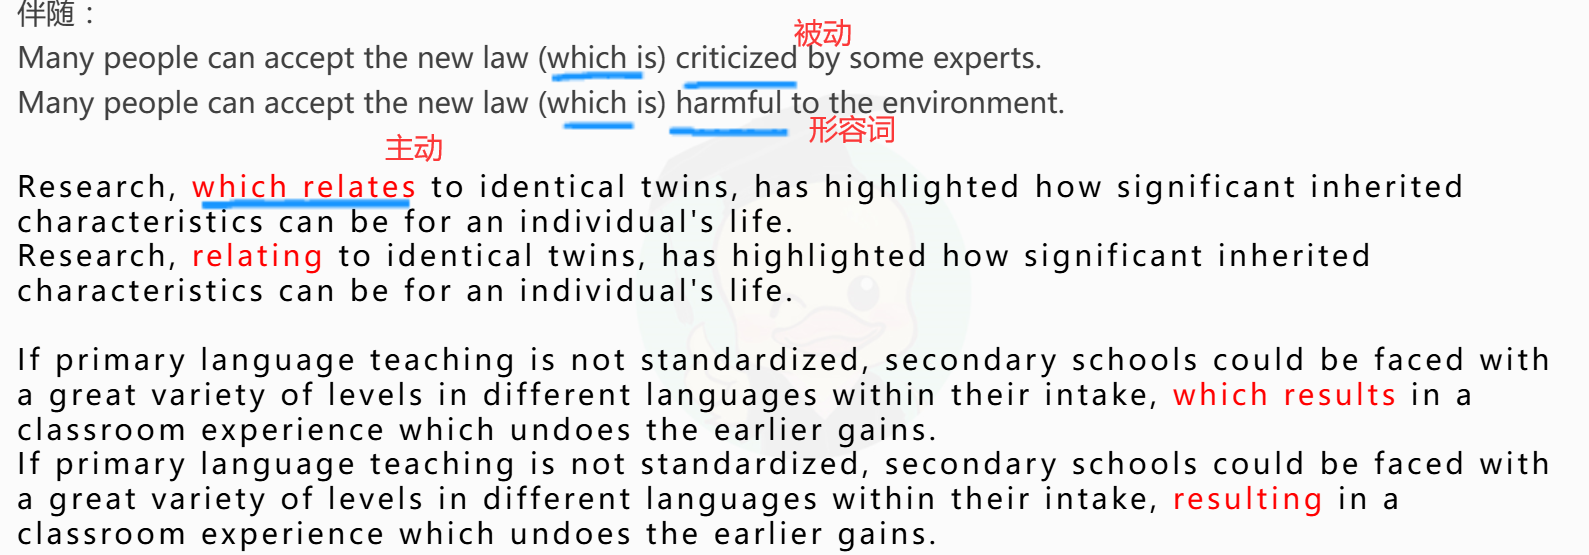 伴随：
被动
Many people can accept the new law (which is) criticized by some experts.
Many people can accept the new law (which is) harmful to the environment.
形容词
主动
Research, which relates to identical twins, has highlighted how significant inherited
characteristics can be for an individual's life.
Research, relating to identical twins, has highlighted how significant inherited
characteristics can be for an individual's life.
If primary language teaching is not standardized, secondary schools could be faced with
a great variety of levels in different languages within their intake, which results in a
classroom experience which undoes the earlier gains.
If primary language teaching is not standardized, secondary schools could be faced with
a great variety of levels in different languages within their intake, resulting in a
classroom experience which undoes the earlier gains.